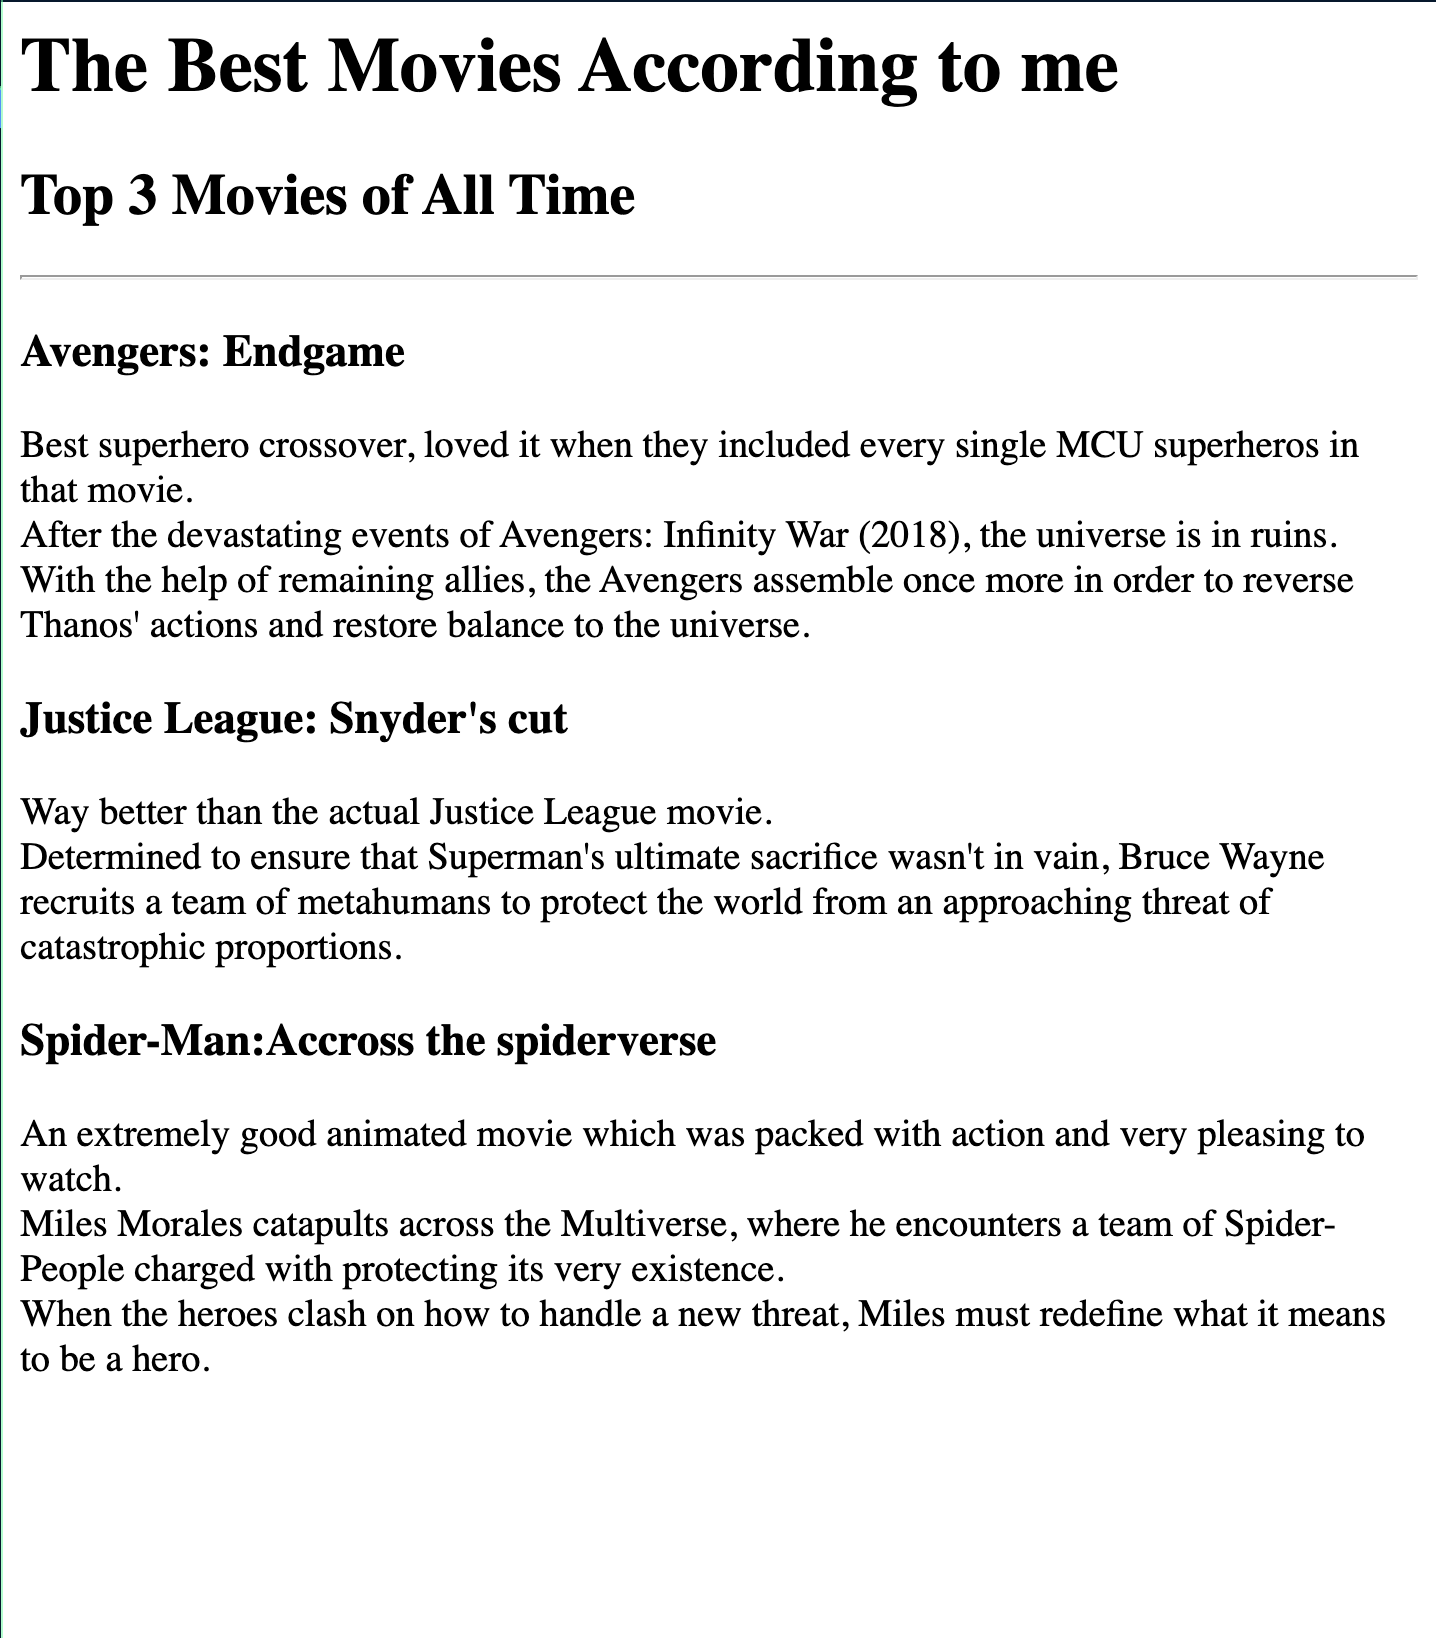 The Best Movies According to me
Top 3 Movies of All Time
Avengers: Endgame
Best superhero crossover, loved it when they included every single MCU superheros in
that movie.
After the devastating events of Avengers: Infinity War (2018), the universe is in ruins.
With the help of remaining allies, the Avengers assemble once more in order to reverse
Thanos' actions and restore balance to the universe.
Justice League: Snyder's cut
Way better than the actual Justice League movie.
Determined to ensure that Superman's ultimate sacrifice wasn't in vain, Bruce Wayne
recruits a team of metahumans to protect the world from an approaching threat of
catastrophic proportions.
Spider-Man:Accross the spiderverse
An extremely good animated movie which was packed with action and very pleasing to
watch.
Miles Morales catapults across the Multiverse, where he encounters a team of Spider-
People charged with protecting its very existence.
When the heroes clash on how to handle a new threat, Miles must redefine what it means
to be a hero.